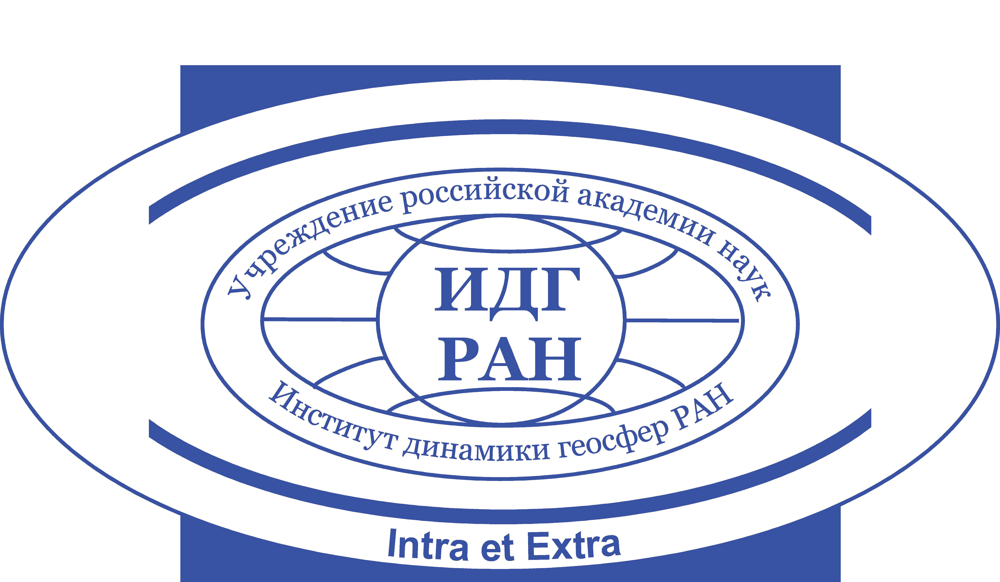 Учреждение российской академии наук
ИДГ
РАН
Институт динамики геосфер РАН
Intra et Extra